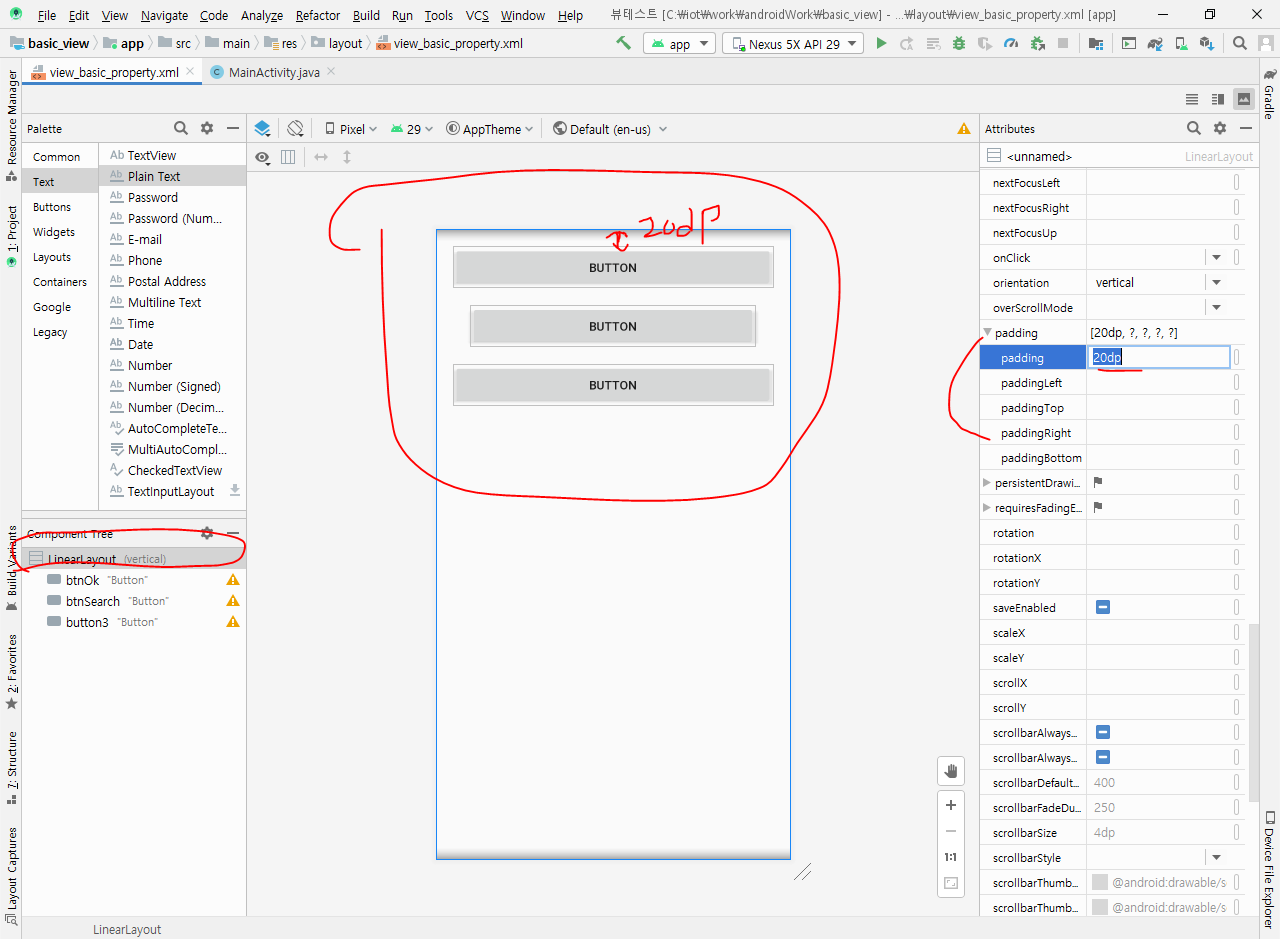 File Edit View Navigate Code Analyze Refactor Build Run Tools VCS Window Help 뷰테스트 [C:₩iot₩work₩androidWork₩basic_view] - ...₩layout₩view_basic_property.xml [app]
basic_view app src main res layout view_basic_property.xml app Nexus 5X API 29
view_basic_property.xml MainActivity.java
Resource Manager
1: Project
Build Variants
2: Favorites
7: Structure
Layout Captures
Palette
Common
Text
Buttons
Widgets
Layouts
Containers
Google
Legacy
Ab TextView
Ab Plain Text
Ab Password
Ab Password (Num...
Ab E-mail
Ab Phone
Ab Postal Address
Ab Multiline Text
Ab Time
Ab Date
Ab Number
Ab Number (Signed)
Ab Number (Decim...
Ab AutoCompleteTe...
MultiAutoCompl...
A CheckedTextView
Ab TextInputLayout
Component Tree
LinearLayout (vertical)
btnOk "Button"
btnSearch "Button"
button3 "Button"
Pixel 29 AppTheme Default (en-us)
20dp
BUTTON
BUTTON
BUTTON
1:1
Attributes
<unnamed> LinearLayout
nextFocusLeft
nextFocusRight
nextFocusUp
onClick
orientation vertical
overScrollMode
padding [20dp, ?, ?, ?, ?]
padding 20dp
paddingLeft
paddingTop
paddingRight
paddingBottom
persistentDrawi...
requiresFadingE...
rotation
rotationX
rotationY
saveEnabled
scaleX
scaleY
scrollX
scrollY
scrollbarAlways...
scrollbarAlways...
scrollbarDefault... 400
scrollbarFadeDu... 250
scrollbarSize 4dp
scrollbarStyle
scrollbarThumb... @android:drawable/s
scrollbarThumb... @android:drawable/s
Gradle
Device File Explorer
LinearLayout